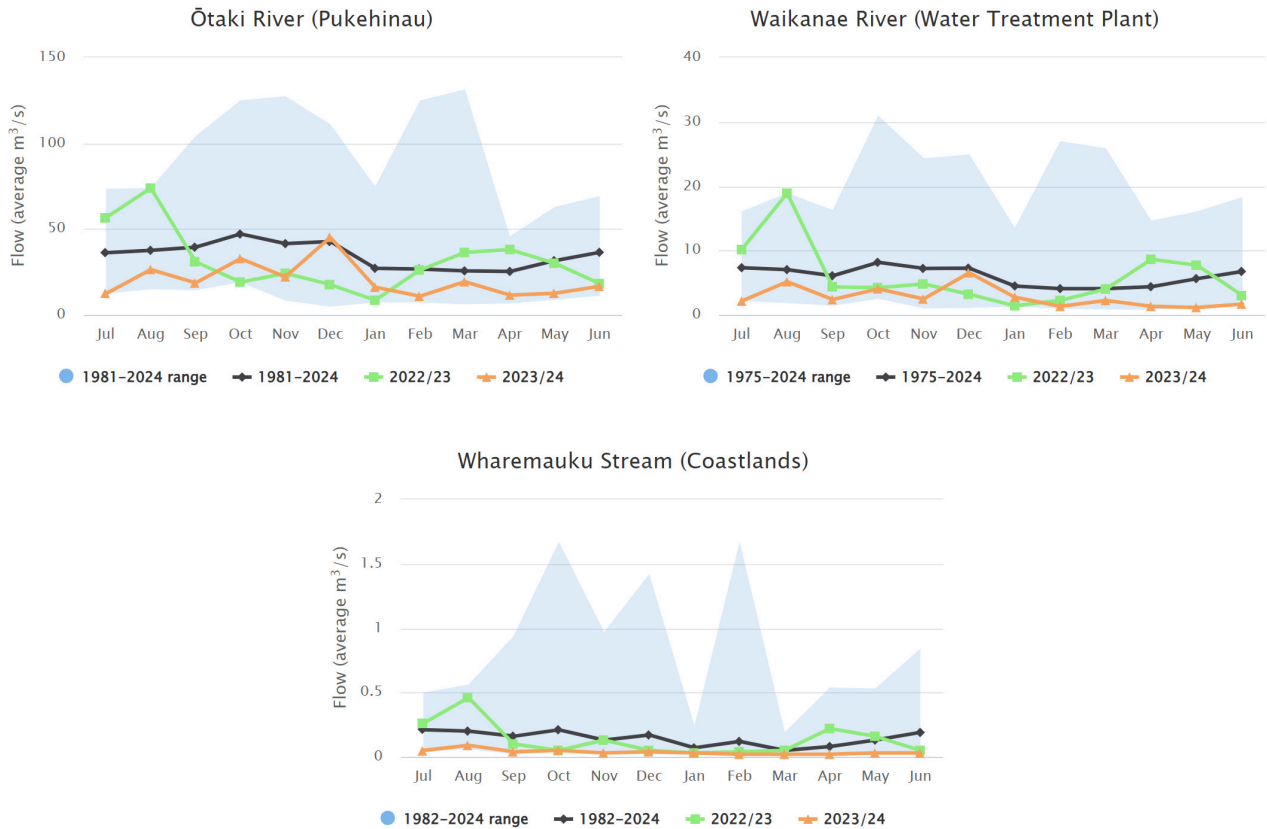 Ōtaki River (Pukehinau)
150
100
50
0
Flow (average m³/s)
Jul Aug Sep Oct Nov Dec Jan Feb Mar Apr May Jun
1981–2024 range 1981–2024 2022/23 2023/24
Waikanae River (Water Treatment Plant)
40
30
20
10
0
Flow (average m³/s)
Jul Aug Sep Oct Nov Dec Jan Feb Mar Apr May Jun
1975–2024 range 1975–2024 2022/23 2023/24
Wharemauku Stream (Coastlands)
2
1.5
1
0.5
0
Flow (average m³/s)
Jul Aug Sep Oct Nov Dec Jan Feb Mar Apr May Jun
1982–2024 range 1982–2024 2022/23 2023/24